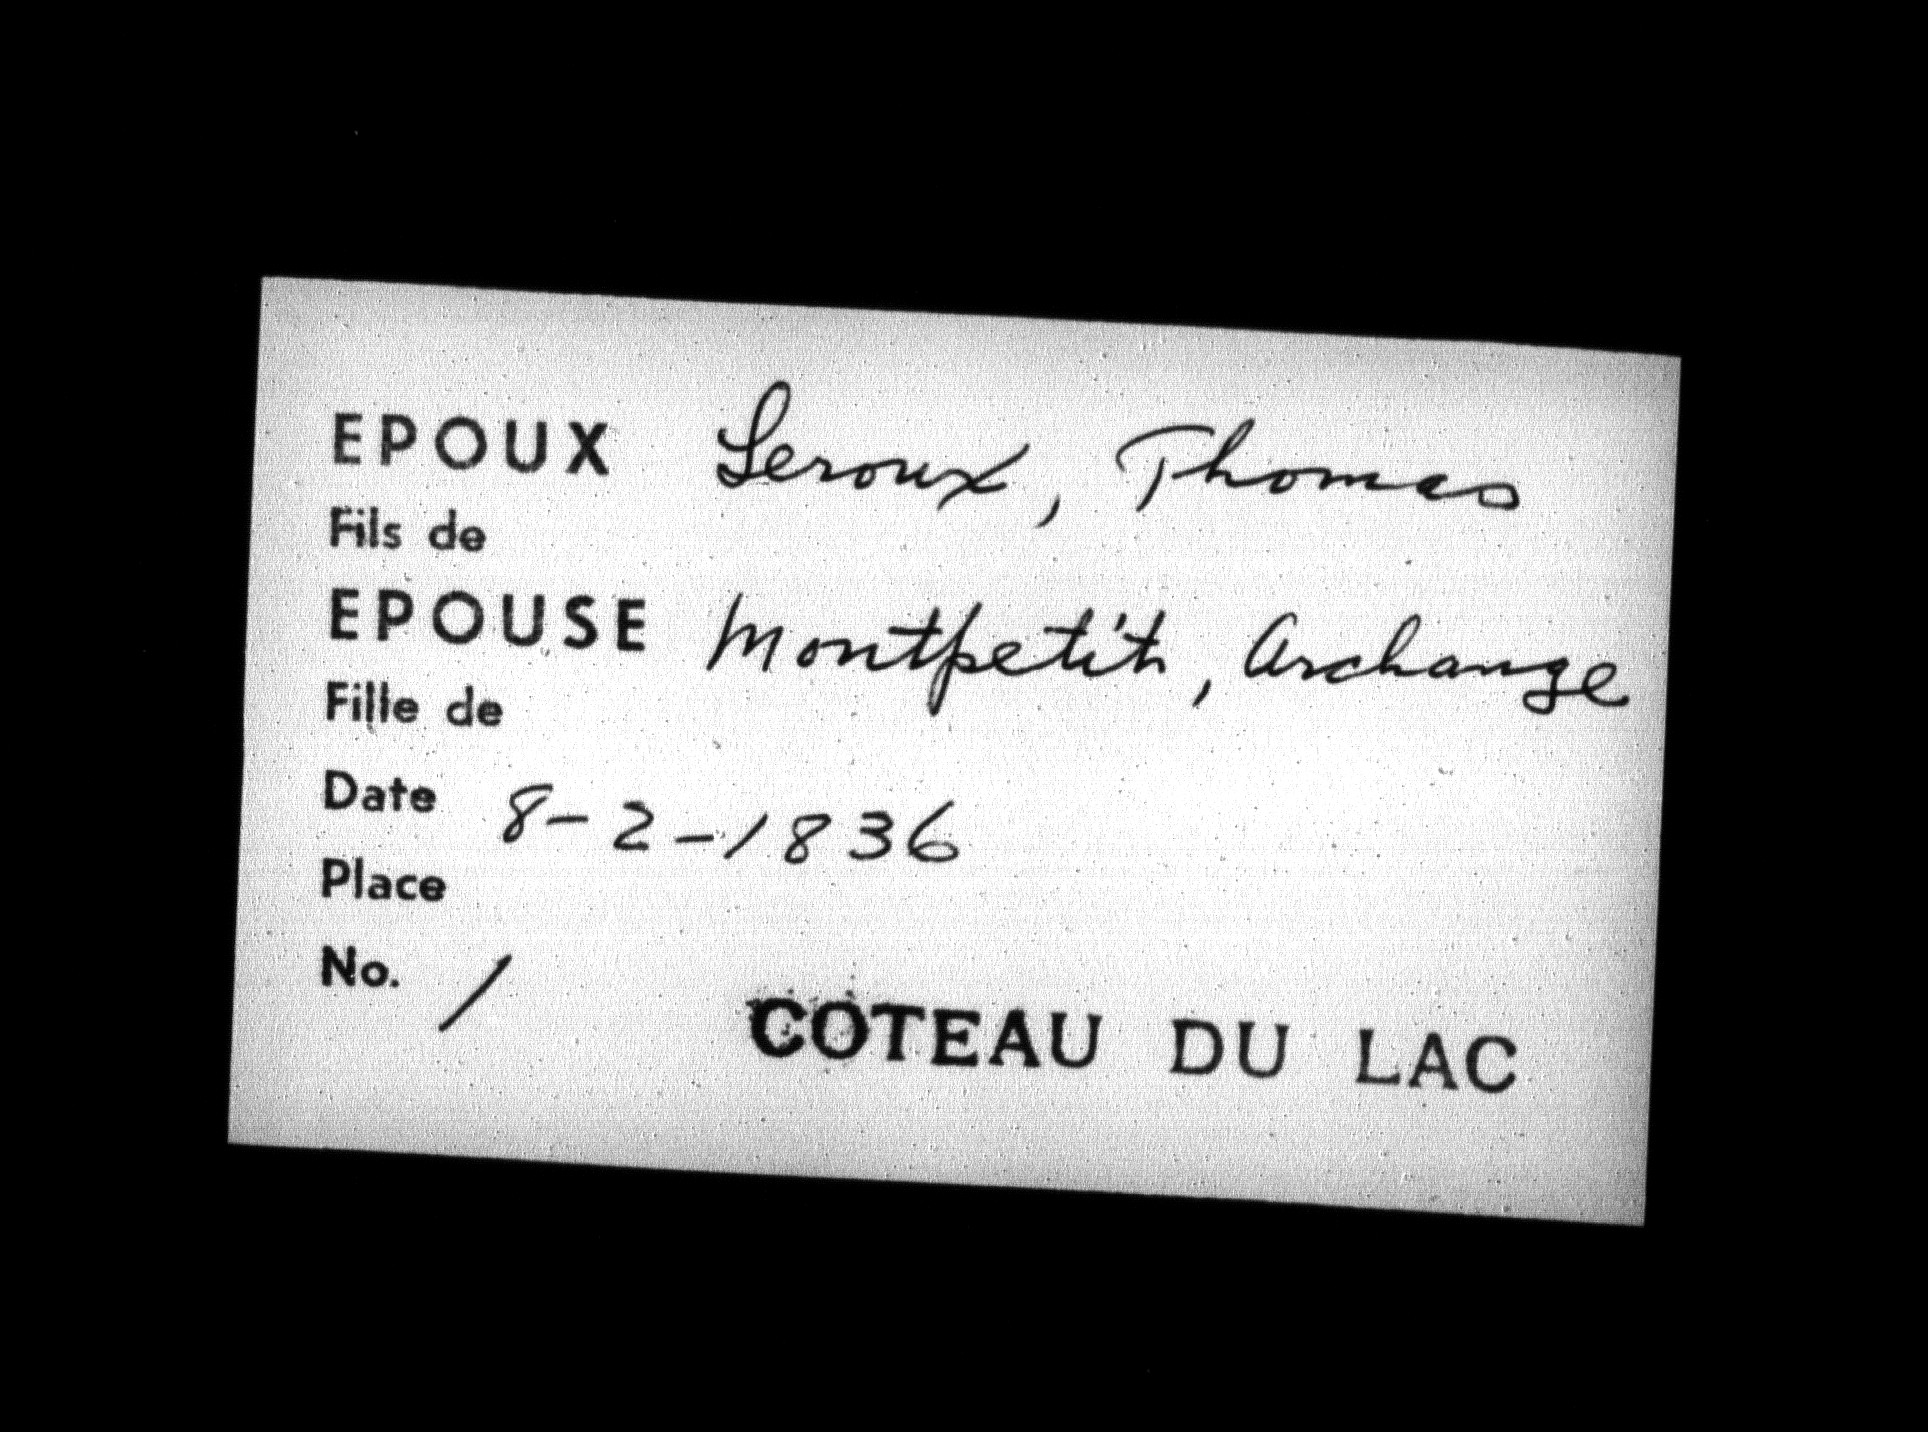 EPOUX Leroux, Thomas
Fils de
EPOUSE Montpetit, Archange
Fille de
Date 8-2-1836
Place
No. 1
COTEAU DU LAC